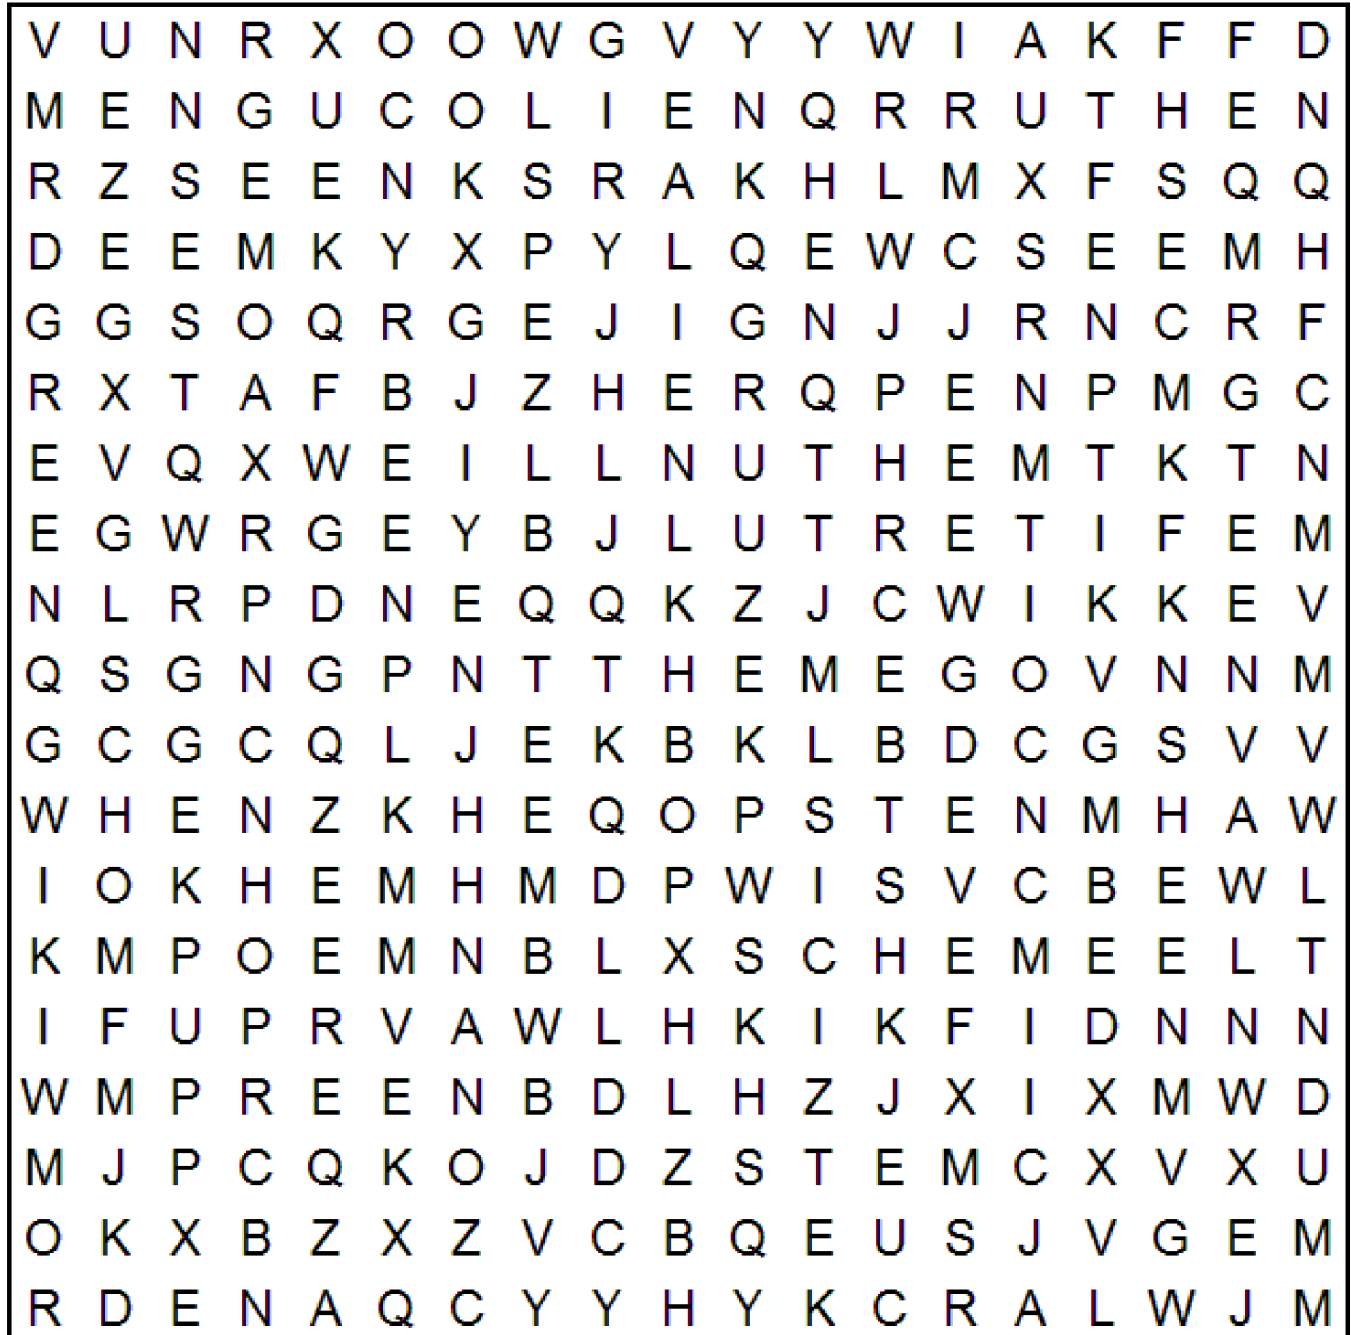 V U N R X O O W G V Y Y W I A K F F D
M E N G U C O L I E N Q R R U T H E N
R Z S E E N K S R A K H L M X F S Q Q
D E E M K Y X P Y L Q E W C S E E M H
G G S O Q R G E J I G N J J R N C R F
R X T A F B J Z H E R Q P E N P M G C
E V Q X W E I L L N U T H E M T K T N
E G W R G E Y B J L U T R E T I F E M
N L R P D N E Q Q K Z J C W I K K E V
Q S G N G P N T T H E M E G O V N N M
G C G C Q L J E K B K L B D C G S V V
W H E N Z K H E Q O P S T E N M H A W
I O K H E M H M D P W I S V C B E W L
K M P O E M N B L X S C H E M E E L T
I F U P R V A W L H K I K F I D N N N
W M P R E E N B D L H Z J X I X M W D
M J P C Q K O J D Z S T E M C X V X U
O K X B Z X Z V C B Q E U S J V G E M
R D E N A Q C Y Y H Y K C R A L W J M